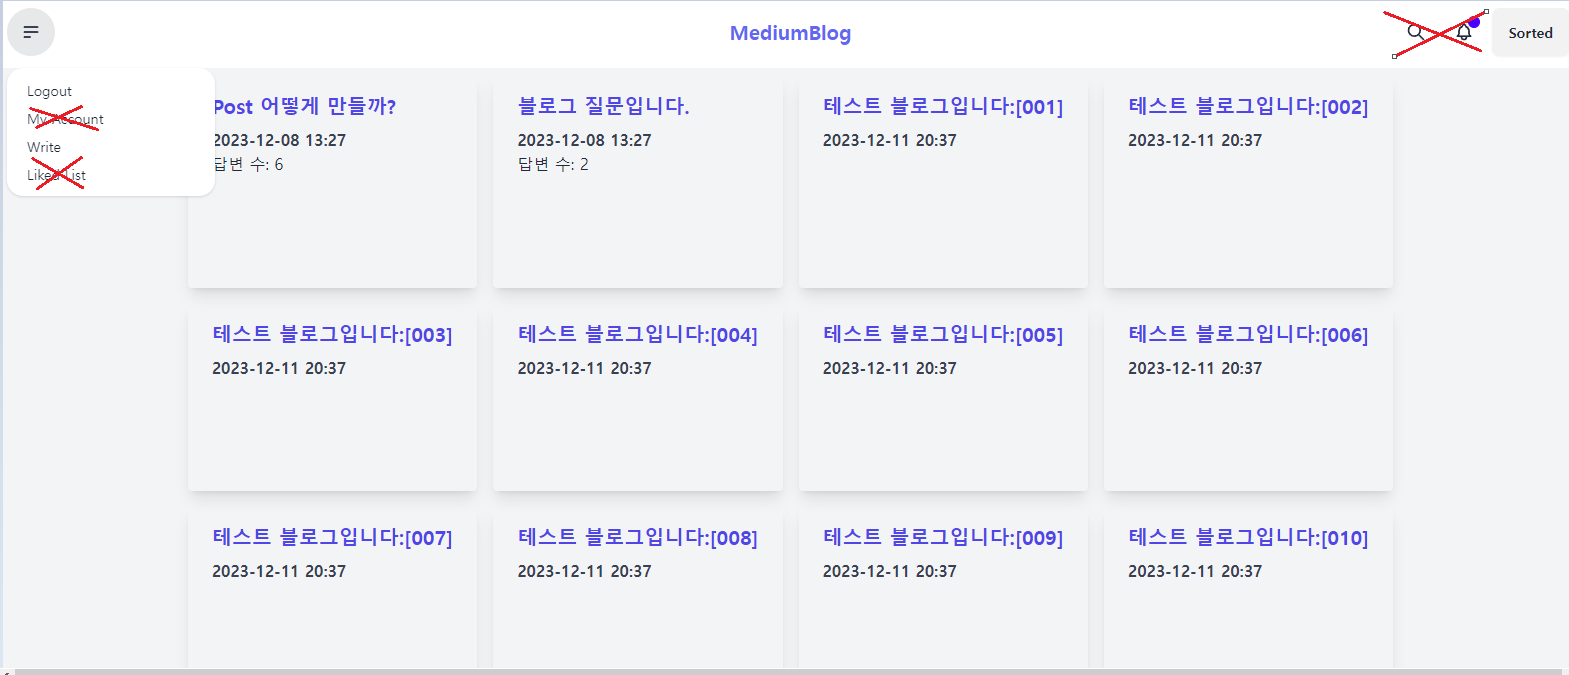 MediumBlog
Sorted
Logout
My Account
Write
Liked List
Post 어떻게 만들까?
2023-12-08 13:27
답변 수: 6
블로그 질문입니다.
2023-12-08 13:27
답변 수: 2
테스트 블로그입니다:[001]
2023-12-11 20:37
테스트 블로그입니다:[002]
2023-12-11 20:37
테스트 블로그입니다:[003]
2023-12-11 20:37
테스트 블로그입니다:[004]
2023-12-11 20:37
테스트 블로그입니다:[005]
2023-12-11 20:37
테스트 블로그입니다:[006]
2023-12-11 20:37
테스트 블로그입니다:[007]
2023-12-11 20:37
테스트 블로그입니다:[008]
2023-12-11 20:37
테스트 블로그입니다:[009]
2023-12-11 20:37
테스트 블로그입니다:[010]
2023-12-11 20:37